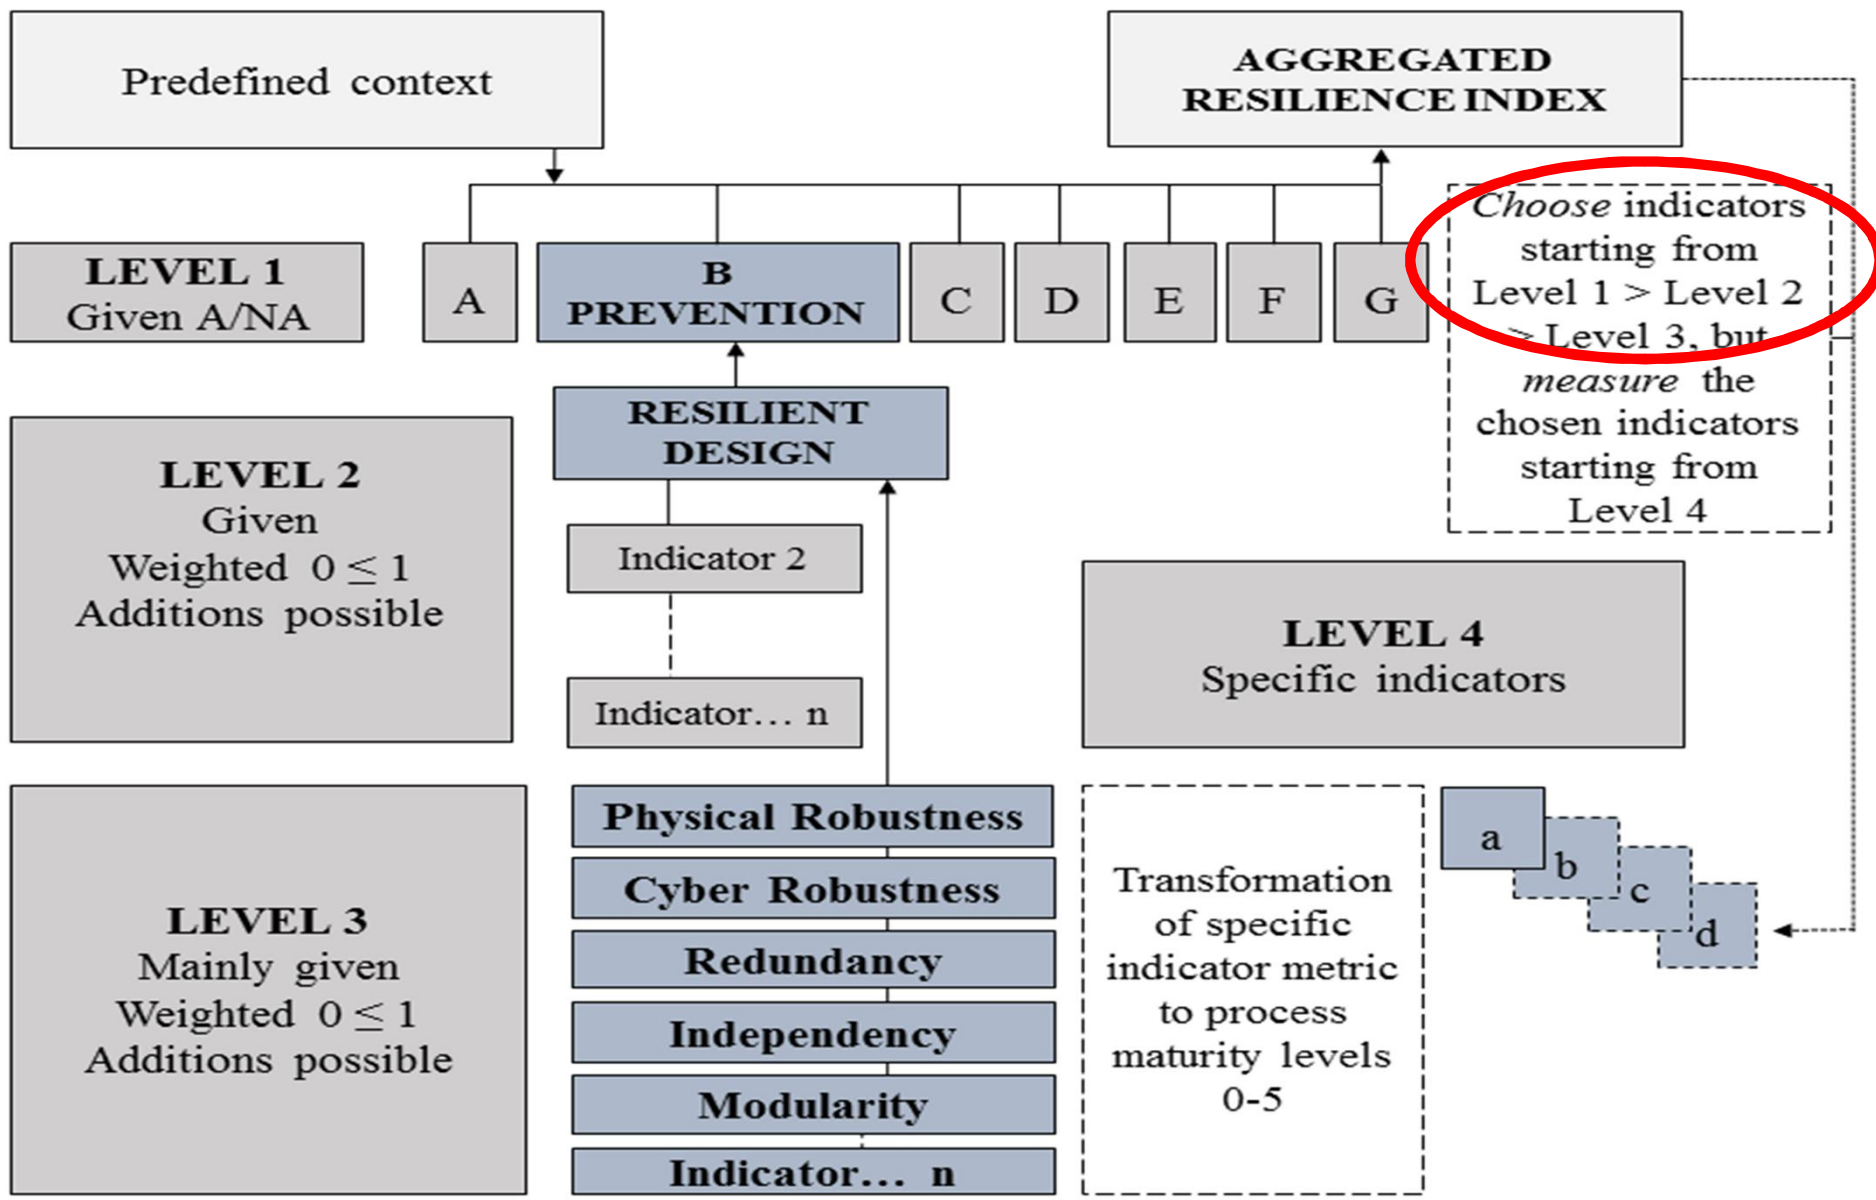 Predefined context
AGGREGATED
RESILIENCE INDEX
LEVEL 1
Given A/NA
A
B
PREVENTION
C
D
E
F
G
Choose indicators
starting from
Level 1 > Level 2
> Level 3, but
measure the
chosen indicators
starting from
Level 4
RESILIENT
DESIGN
LEVEL 2
Given
Weighted 0 ≤ 1
Additions possible
Indicator 2
Indicator... n
LEVEL 4
Specific indicators
LEVEL 3
Mainly given
Weighted 0 ≤ 1
Additions possible
Physical Robustness
Cyber Robustness
Redundancy
Independency
Modularity
Indicator... n
Transformation
of specific
indicator metric
to process
maturity levels
0-5
a
b
c
d